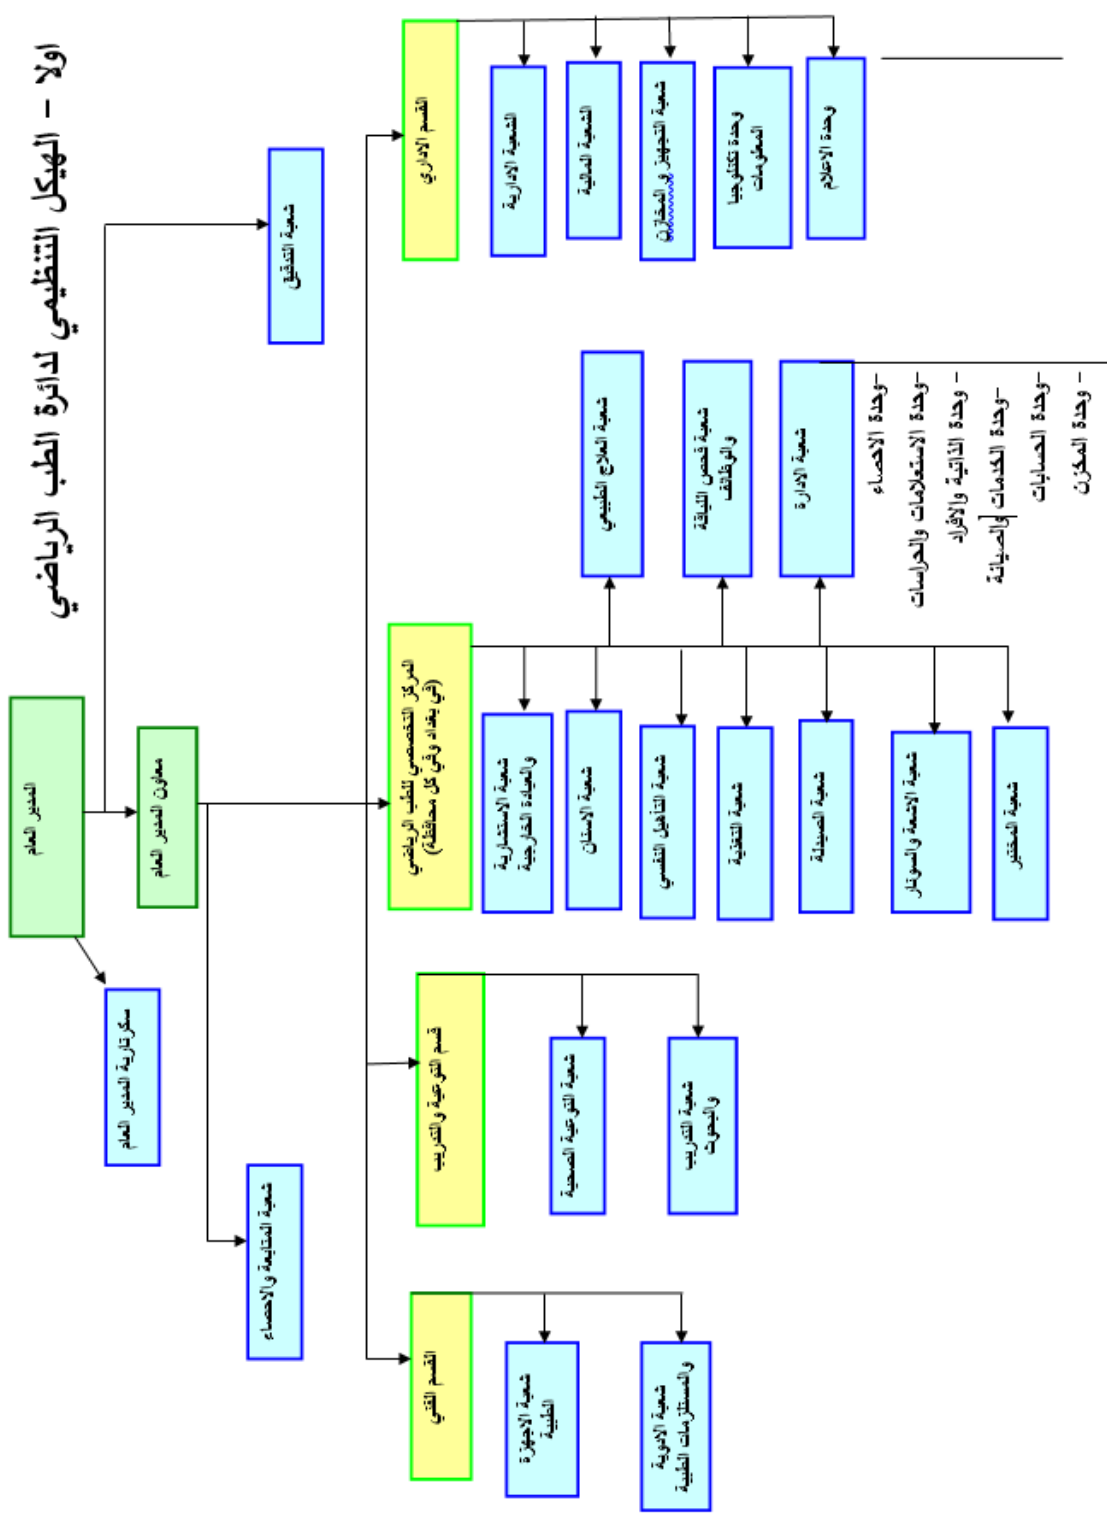 اولا – الهيكل التنظيمي لدائرة الطب الرياضي
المدير العام
سكرتارية المدير العام
معاون المدير العام
شعبة التدقيق
شعبة المتابعة والاحصاء
القسم الاداري
الشعبة الادارية
الشعبة المالية
شعبة التجهيز و المخازن
وحدة تكنلوجيا
المعلومات
وحدة الاعلام
المركز التخصصي للطب الرياضي
(في بغداد وفي كل محافظة)
شعبة العلاج الطبيعي
شعبة فحص اللياقة
والوظائف
شعبة الادارة
–وحدة الاحصاء
–وحدة الاستعلامات والحراسات
– وحدة الذاتية والافراد
–وحدة الخدمات والصيانة
–وحدة الحسابات
– وحدة المخزن
شعبة الاستشارية
والعيادة الخارجية
شعبة الاسنان
شعبة التأهيل النفسي
شعبة التغذية
شعبة الصيدلة
شعبة الاشعة والسونار
شعبة المختبر
قسم التوعية والتدريب
شعبة التوعية الصحية
شعبة التدريب
والبحوث
القسم الفني
شعبة الاجهزة
الطبية
شعبة الادوية
والمستلزمات الطبية